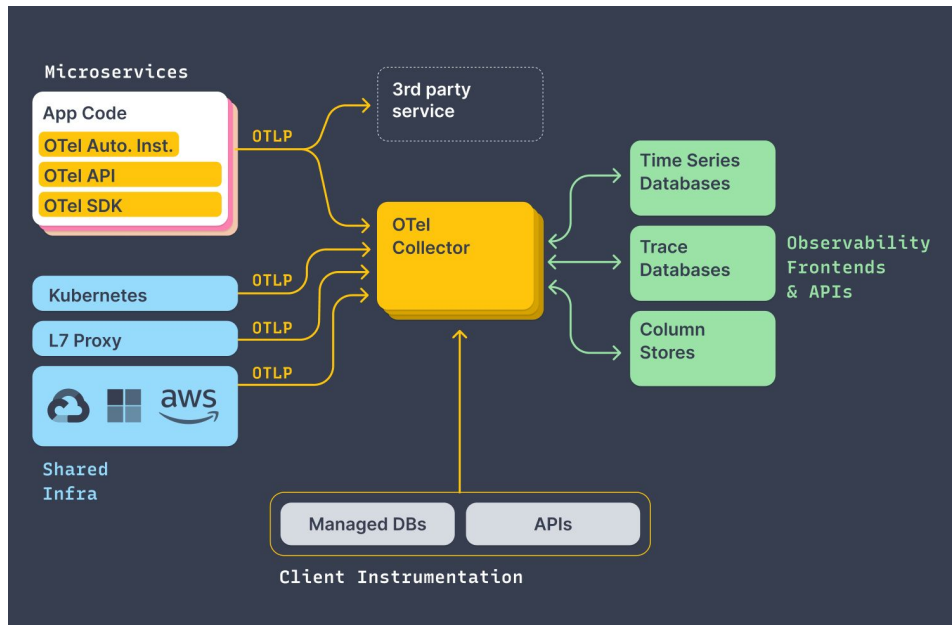 Microservices
App Code
OTel Auto. Inst.
OTel API
OTel SDK
OTLP
3rd party
service
OTel
Collector
Kubernetes
OTLP
L7 Proxy
OTLP
OTLP
aws
Shared
Infra
Time Series
Databases
Trace
Databases
Column
Stores
Observability
Frontends
& APIs
Managed DBs
APIs
Client Instrumentation